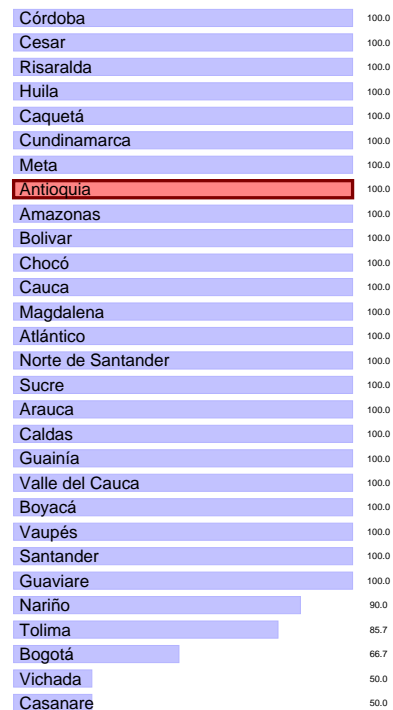 Córdoba 100.0
Cesar 100.0
Risaralda 100.0
Huila 100.0
Caquetá 100.0
Cundinamarca 100.0
Meta 100.0
Antioquia 100.0
Amazonas 100.0
Bolivar 100.0
Chocó 100.0
Cauca 100.0
Magdalena 100.0
Atlántico 100.0
Norte de Santander 100.0
Sucre 100.0
Arauca 100.0
Caldas 100.0
Guainía 100.0
Valle del Cauca 100.0
Boyacá 100.0
Vaupés 100.0
Santander 100.0
Guaviare 100.0
Nariño 90.0
Tolima 85.7
Bogotá 66.7
Vichada 50.0
Casanare 50.0